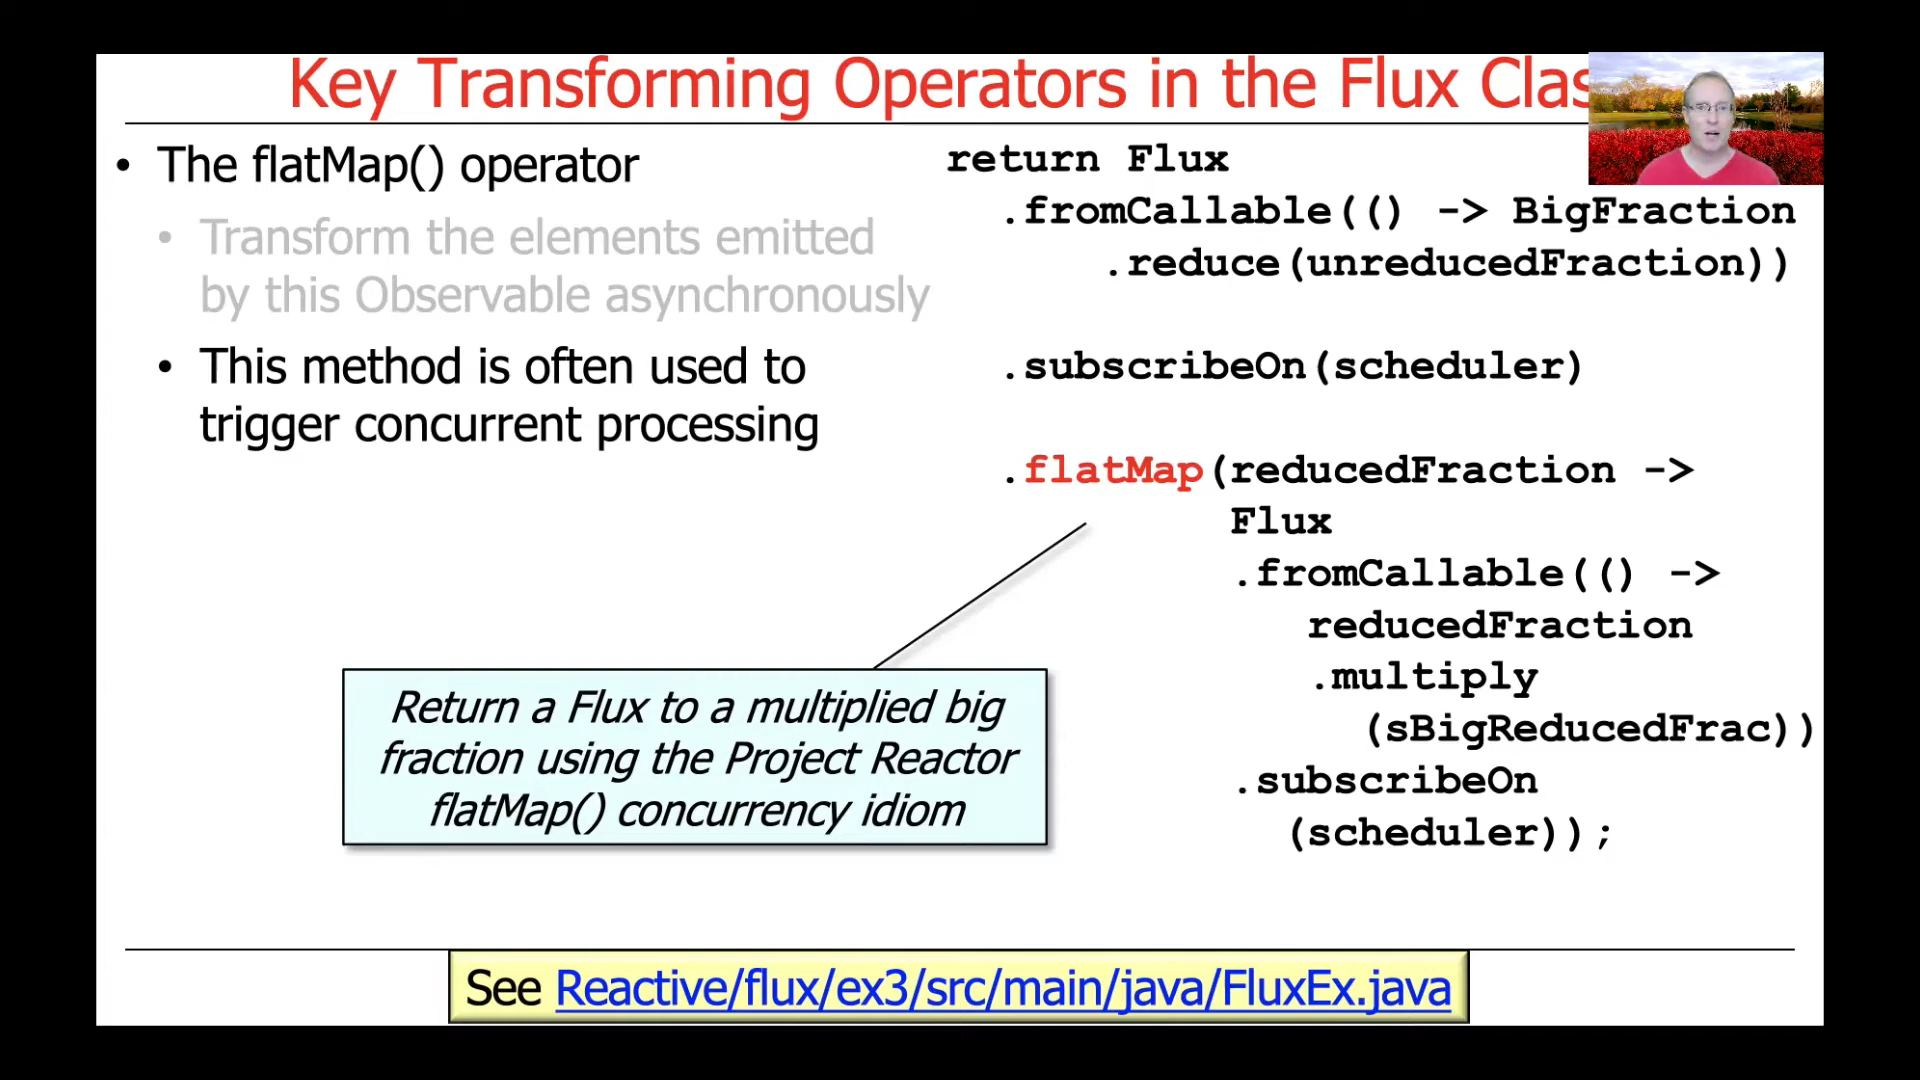 Key Transforming Operators in the Flux Clas
• The flatMap() operator
• Transform the elements emitted
by this Observable asynchronously
• This method is often used to
trigger concurrent processing
return Flux
.fromCallable(() -> BigFraction
.reduce(unreducedFraction))
.subscribeOn(scheduler)
.flatMap(reducedFraction ->
Flux
.fromCallable(() ->
reducedFraction
.multiply
(sBigReducedFrac))
.subscribeOn
(scheduler));
Return a Flux to a multiplied big
fraction using the Project Reactor
flatMap() concurrency idiom
See Reactive/flux/ex3/src/main/java/FluxEx.java